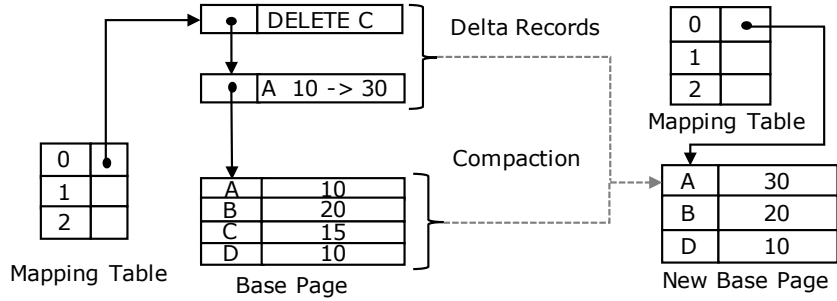 DELETE C
Delta Records
A 10 -> 30
0
1
2
Mapping Table
Compaction
0
1
2
Mapping Table
A 10
B 20
C 15
D 10
Base Page
A 30
B 20
D 10
New Base Page